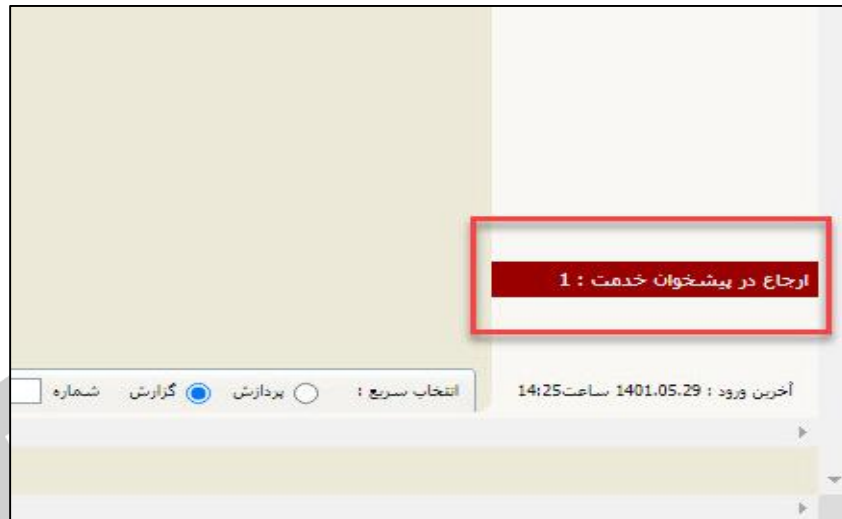 ارجاع در پیشخوان خدمت : 1
آخرین ورود : 1401.05.29 ساعت14:25
انتخاب سریع : پردازش گزارش شماره